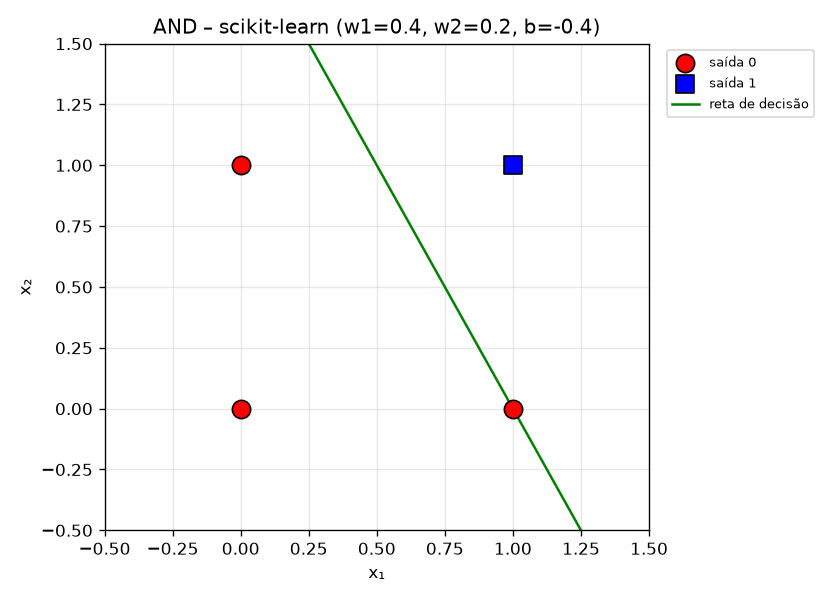 AND – scikit-learn (w1=0.4, w2=0.2, b=-0.4)
saída 0
saída 1
reta de decisão
1.50
1.25
1.00
0.75
0.50
0.25
0.00
−0.25
−0.50
x₂
−0.50 −0.25 0.00 0.25 0.50 0.75 1.00 1.25 1.50
x₁